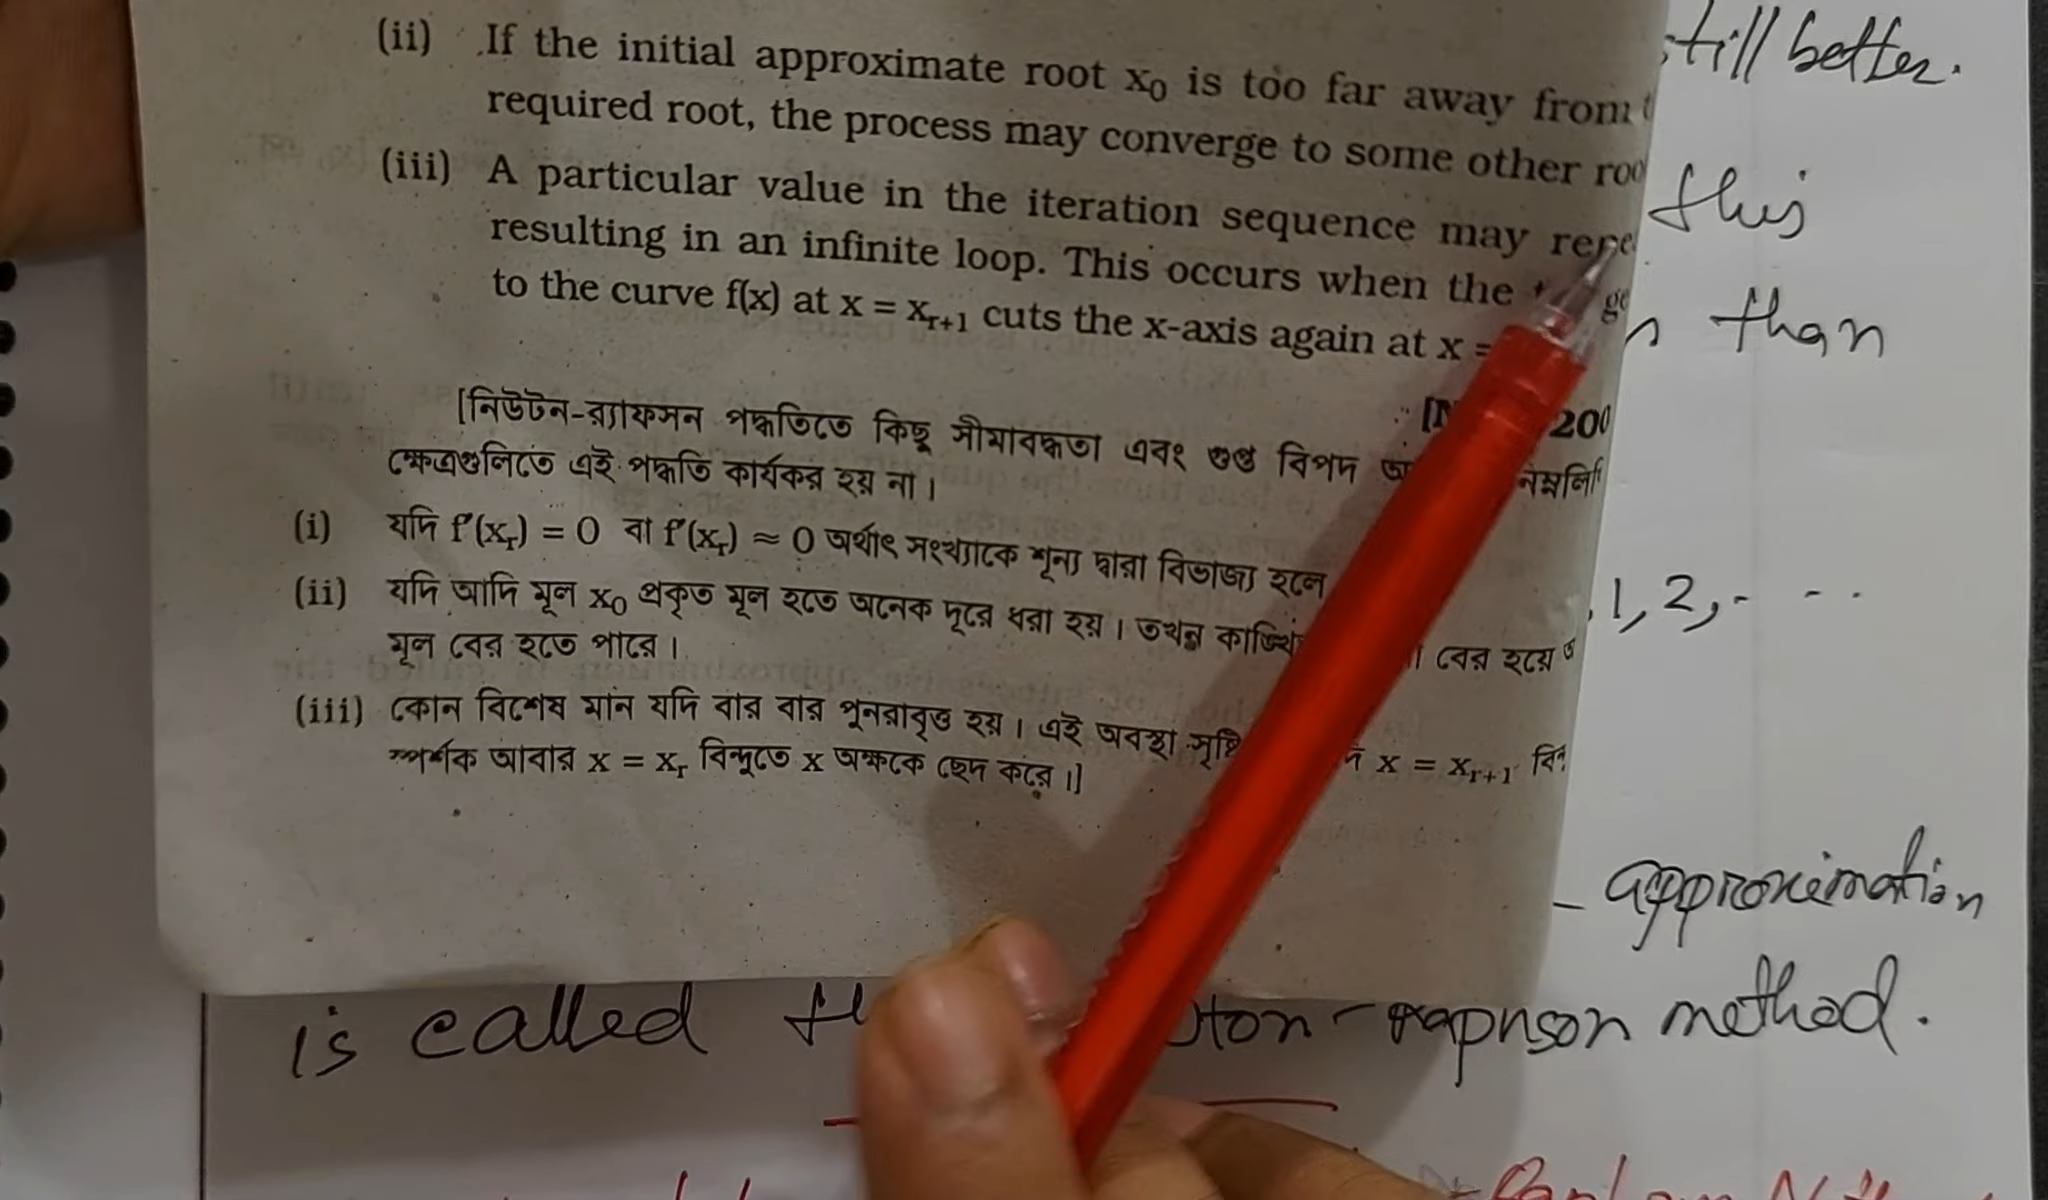 (ii) If the initial approximate root x₀ is too far away from
required root, the process may converge to some other
(iii) A particular value in the iteration sequence may
resulting in an infinite loop. This occurs when the
to the curve f(x) at x = xᵣ₊₁ cuts the x-axis again at x =
[নিউটন-র‍্যাফসন পদ্ধতিতে কিছু সীমাবদ্ধতা এবং গুপ্ত বিপদ
ক্ষেত্রগুলিতে এই পদ্ধতি কার্যকর হয় না।
(i) যদি f'(xᵣ) = 0 বা f'(xᵣ) ≈ 0 অর্থাৎ সংখ্যাকে শূন্য দ্বারা বিভাজ্য হলে
(ii) যদি আদি মূল x₀ প্রকৃত মূল হতে অনেক দূরে ধরা হয়। তখন বের হয়ে
মূল বের হতে পারে।
(iii) কোন বিশেষ মান যদি বার বার পুনরাবৃত্ত হয়। এই অবস্থা x = xᵣ₊₁
স্পর্শক আবার x = xᵣ বিন্দুতে x অক্ষকে ছেদ করে।]
still better.
this
than
1, 2, - - ..
- approximation
is called -raphson method.